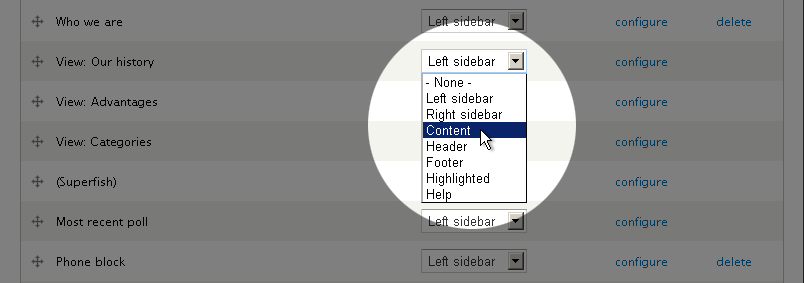 Who we are Left sidebar configure delete
View: Our history Left sidebar configure
- None -
Left sidebar
View: Advantages configure
Right sidebar
Content
View: Categories configure
Header
Footer
(Superfish) configure
Highlighted
Help
Most recent poll Left sidebar configure
Phone block Left sidebar configure delete